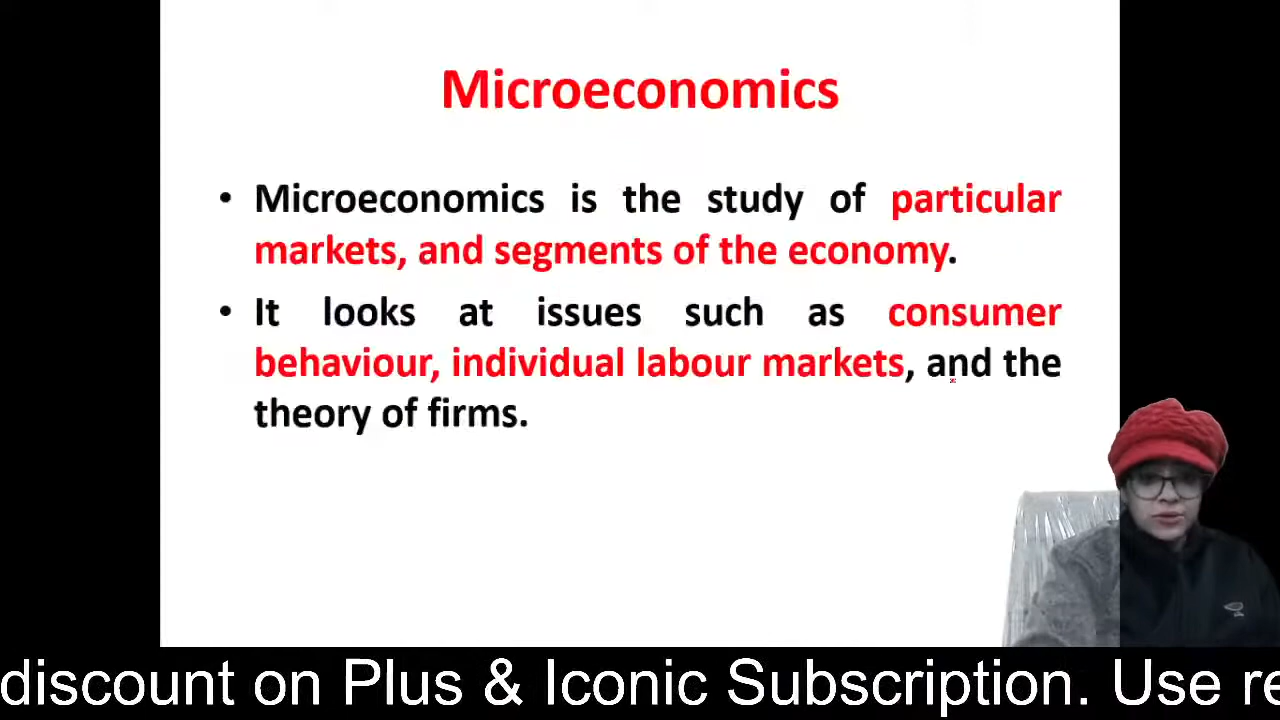 Microeconomics
• Microeconomics is the study of particular
markets, and segments of the economy.
• It looks at issues such as consumer
behaviour, individual labour markets, and the
theory of firms.
discount on Plus & Iconic Subscription. Use re